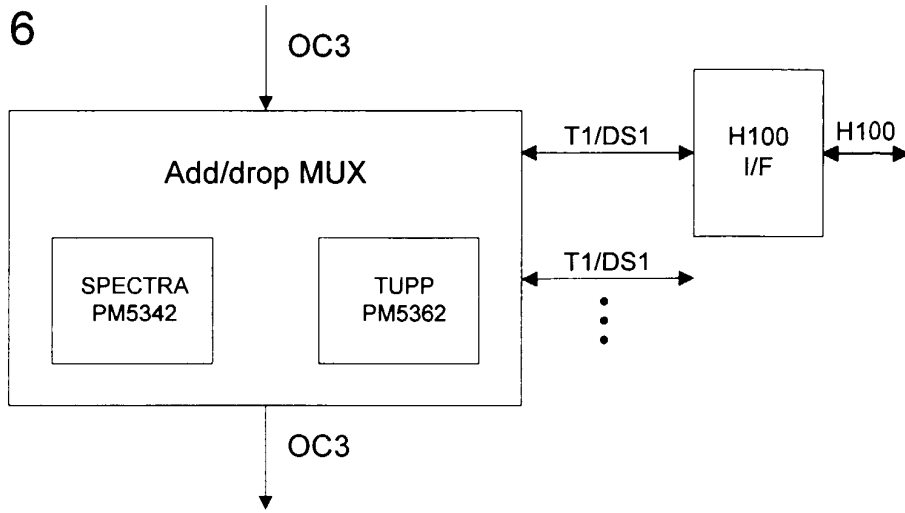 6
OC3
Add/drop MUX
SPECTRA
PM5342
TUPP
PM5362
T1/DS1
T1/DS1
H100
I/F
H100
OC3